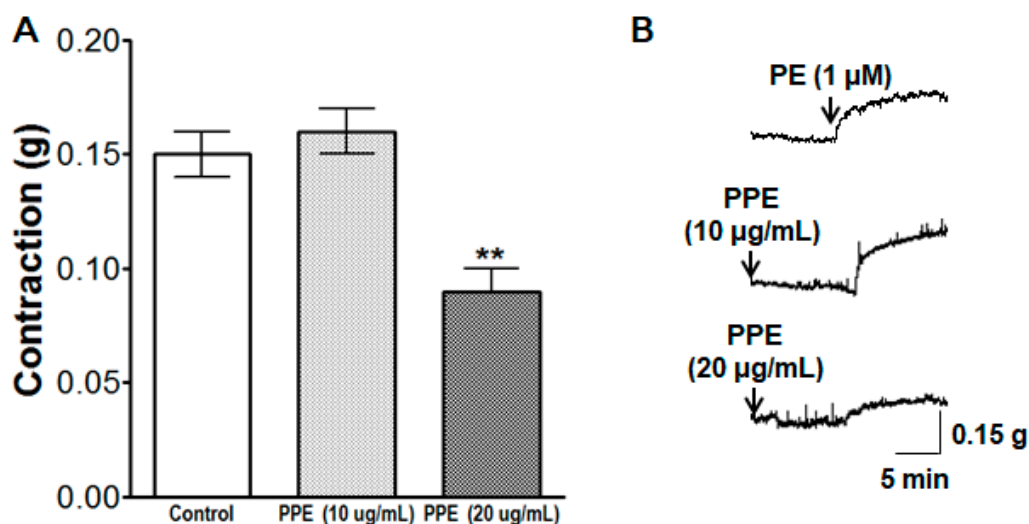 A
Contraction (g)
0.20
0.15
0.10
0.05
0.00
**
Control
PPE (10 ug/mL)
PPE (20 ug/mL)
B
PE (1 µM)
PPE
(10 µg/mL)
PPE
(20 µg/mL)
0.15 g
5 min